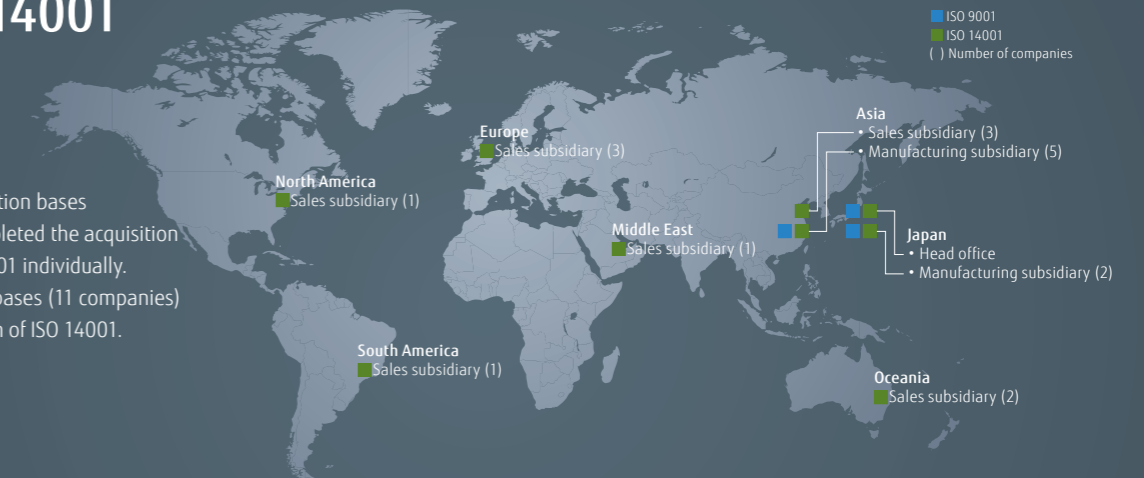 14001
tion bases
pleted the acquisition
01 individually.
bases (11 companies)
n of ISO 14001.
ISO 9001
ISO 14001
( ) Number of companies
Europe
Sales subsidiary (3)
North America
Sales subsidiary (1)
Middle East
Sales subsidiary (1)
South America
Sales subsidiary (1)
Asia
• Sales subsidiary (3)
• Manufacturing subsidiary (5)
Japan
• Head office
• Manufacturing subsidiary (2)
Oceania
Sales subsidiary (2)